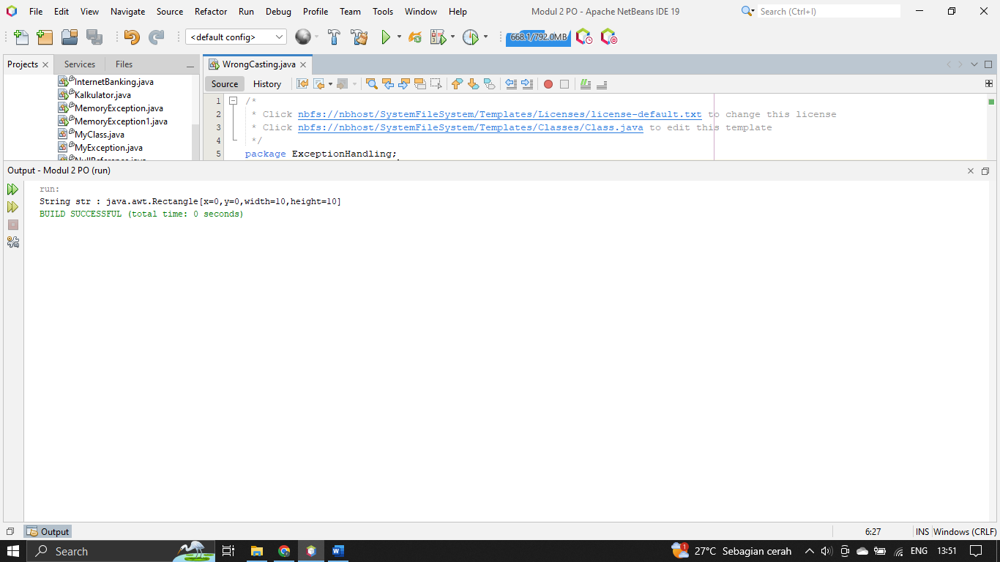 File Edit View Navigate Source Refactor Run Debug Profile Team Tools Window Help Modul 2 PO - Apache NetBeans IDE 19 Search (Ctrl+I)
<default config> 668.1/792.0MB
Projects Services Files
InternetBanking.java
Kalkulator.java
MemoryException.java
MemoryException1.java
MyClass.java
MyException.java
NullReference.java
WrongCasting.java
Source History
1 /*
2 * Click nbfs://nbhost/SystemFileSystem/Templates/Licenses/license-default.txt to change this license
3 * Click nbfs://nbhost/SystemFileSystem/Templates/Classes/Class.java to edit this template
4 */
5 package ExceptionHandling;
Output - Modul 2 PO (run)
run:
String str : java.awt.Rectangle[x=0,y=0,width=10,height=10]
BUILD SUCCESSFUL (total time: 0 seconds)
Output 6:27 INS Windows (CRLF)
Search 1 27°C Sebagian cerah ENG 13:51